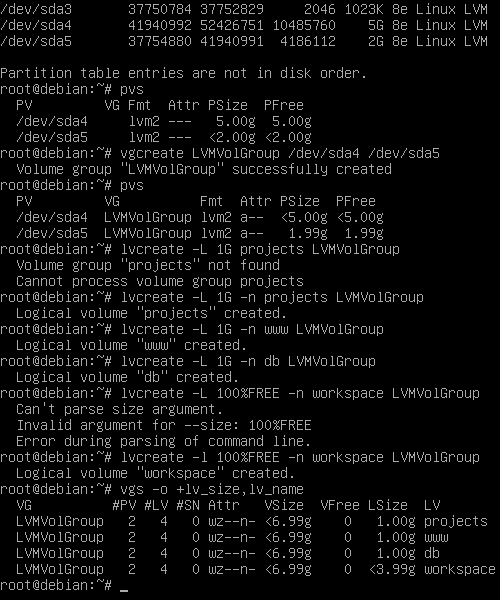 /dev/sda3 37750784 37752829 2046 1023K 8e Linux LVM
/dev/sda4 41940992 52426751 10485760 5G 8e Linux LVM
/dev/sda5 37754880 41940991 4186112 2G 8e Linux LVM
Partition table entries are not in disk order.
root@debian:~# pvs
PV VG Fmt Attr PSize PFree
/dev/sda4 lvm2 --- 5.00g 5.00g
/dev/sda5 lvm2 --- <2.00g <2.00g
root@debian:~# vgcreate LVMVolGroup /dev/sda4 /dev/sda5
Volume group "LVMVolGroup" successfully created
root@debian:~# pvs
PV VG Fmt Attr PSize PFree
/dev/sda4 LVMVolGroup lvm2 a-- <5.00g <5.00g
/dev/sda5 LVMVolGroup lvm2 a-- 1.99g 1.99g
root@debian:~# lvcreate -L 1G projects LVMVolGroup
Volume group "projects" not found
Cannot process volume group projects
root@debian:~# lvcreate -L 1G -n projects LVMVolGroup
Logical volume "projects" created.
root@debian:~# lvcreate -L 1G -n www LVMVolGroup
Logical volume "www" created.
root@debian:~# lvcreate -L 1G -n db LVMVolGroup
Logical volume "db" created.
root@debian:~# lvcreate -L 100%FREE -n workspace LVMVolGroup
Can't parse size argument.
Invalid argument for --size: 100%FREE
Error during parsing of command line.
root@debian:~# lvcreate -l 100%FREE -n workspace LVMVolGroup
Logical volume "workspace" created.
root@debian:~# vgs -o +lv_size,lv_name
VG #PV #LV #SN Attr VSize VFree LSize LV
LVMVolGroup 2 4 0 wz--n- <6.99g 0 1.00g projects
LVMVolGroup 2 4 0 wz--n- <6.99g 0 1.00g www
LVMVolGroup 2 4 0 wz--n- <6.99g 0 1.00g db
LVMVolGroup 2 4 0 wz--n- <6.99g 0 <3.99g workspace
root@debian:~# _